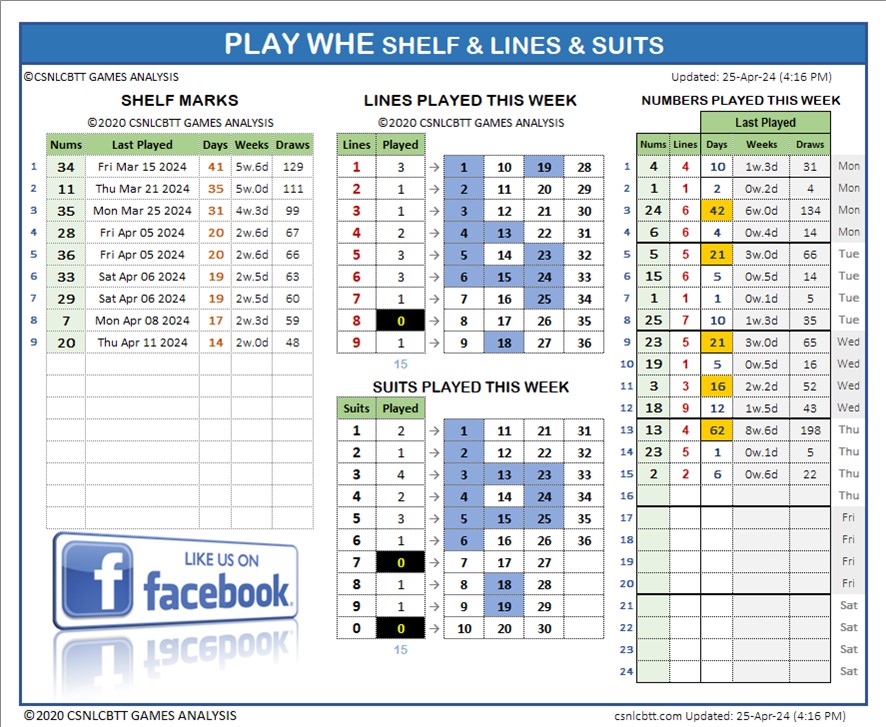 PLAY WHE SHELF & LINES & SUITS
©CSNLCBTT GAMES ANALYSIS
Updated: 25-Apr-24 (4:16 PM)
SHELF MARKS
©2020 CSNLCBTT GAMES ANALYSIS
Nums Last Played Days Weeks Draws
1 34 Fri Mar 15 2024 41 5w.6d 129
2 11 Thu Mar 21 2024 35 5w.0d 111
3 35 Mon Mar 25 2024 31 4w.3d 99
4 28 Fri Apr 05 2024 20 2w.6d 67
5 36 Fri Apr 05 2024 20 2w.6d 66
6 33 Sat Apr 06 2024 19 2w.5d 63
7 29 Sat Apr 06 2024 19 2w.5d 60
8 7 Mon Apr 08 2024 17 2w.3d 59
9 20 Thu Apr 11 2024 14 2w.0d 48
LIKE US ON
facebook
LINES PLAYED THIS WEEK
©2020 CSNLCBTT GAMES ANALYSIS
Lines Played
1 3 → 1 10 19 28
2 1 → 2 11 20 29
3 1 → 3 12 21 30
4 2 → 4 13 22 31
5 3 → 5 14 23 32
6 3 → 6 15 24 33
7 1 → 7 16 25 34
8 0 → 8 17 26 35
9 1 → 9 18 27 36
15
SUITS PLAYED THIS WEEK
Suits Played
1 2 → 1 11 21 31
2 1 → 2 12 22 32
3 4 → 3 13 23 33
4 2 → 4 14 24 34
5 3 → 5 15 25 35
6 1 → 6 16 26 36
7 0 → 7 17 27
8 1 → 8 18 28
9 1 → 9 19 29
0 0 → 10 20 30
15
NUMBERS PLAYED THIS WEEK
Last Played
Nums Lines Days Weeks Draws
1 4 4 10 1w.3d 31 Mon
2 1 1 2 0w.2d 4 Mon
3 24 6 42 6w.0d 134 Mon
4 6 6 4 0w.4d 14 Mon
5 5 5 21 3w.0d 66 Tue
6 15 6 5 0w.5d 14 Tue
7 1 1 1 0w.1d 5 Tue
8 25 7 10 1w.3d 35 Tue
9 23 5 21 3w.0d 65 Wed
10 19 1 5 0w.5d 16 Wed
11 3 3 16 2w.2d 52 Wed
12 18 9 12 1w.5d 43 Wed
13 13 4 62 8w.6d 198 Thu
14 23 5 1 0w.1d 5 Thu
15 2 2 6 0w.6d 22 Thu
16 Thu
17 Fri
18 Fri
19 Fri
20 Fri
21 Sat
22 Sat
23 Sat
24 Sat
©2020 CSNLCBTT GAMES ANALYSIS
csnlcbtt.com Updated: 25-Apr-24 (4:16 PM)